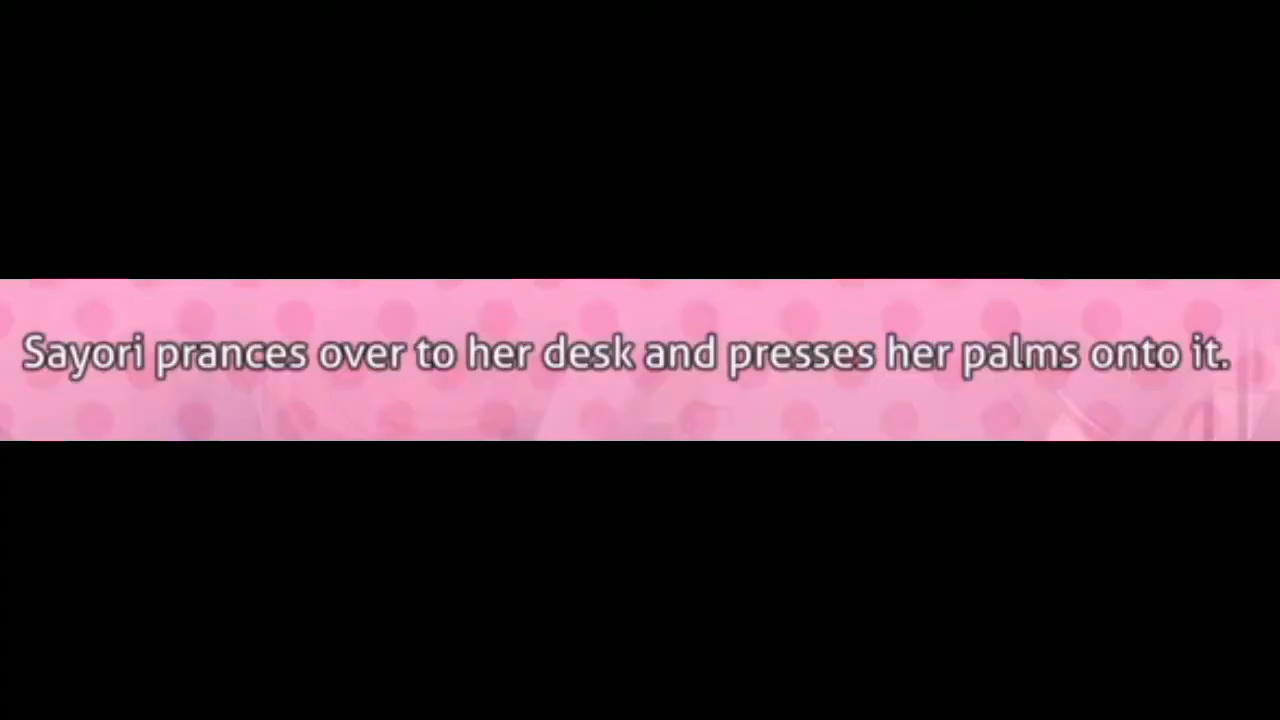 Sayori prances over to her desk and presses her palms onto it.